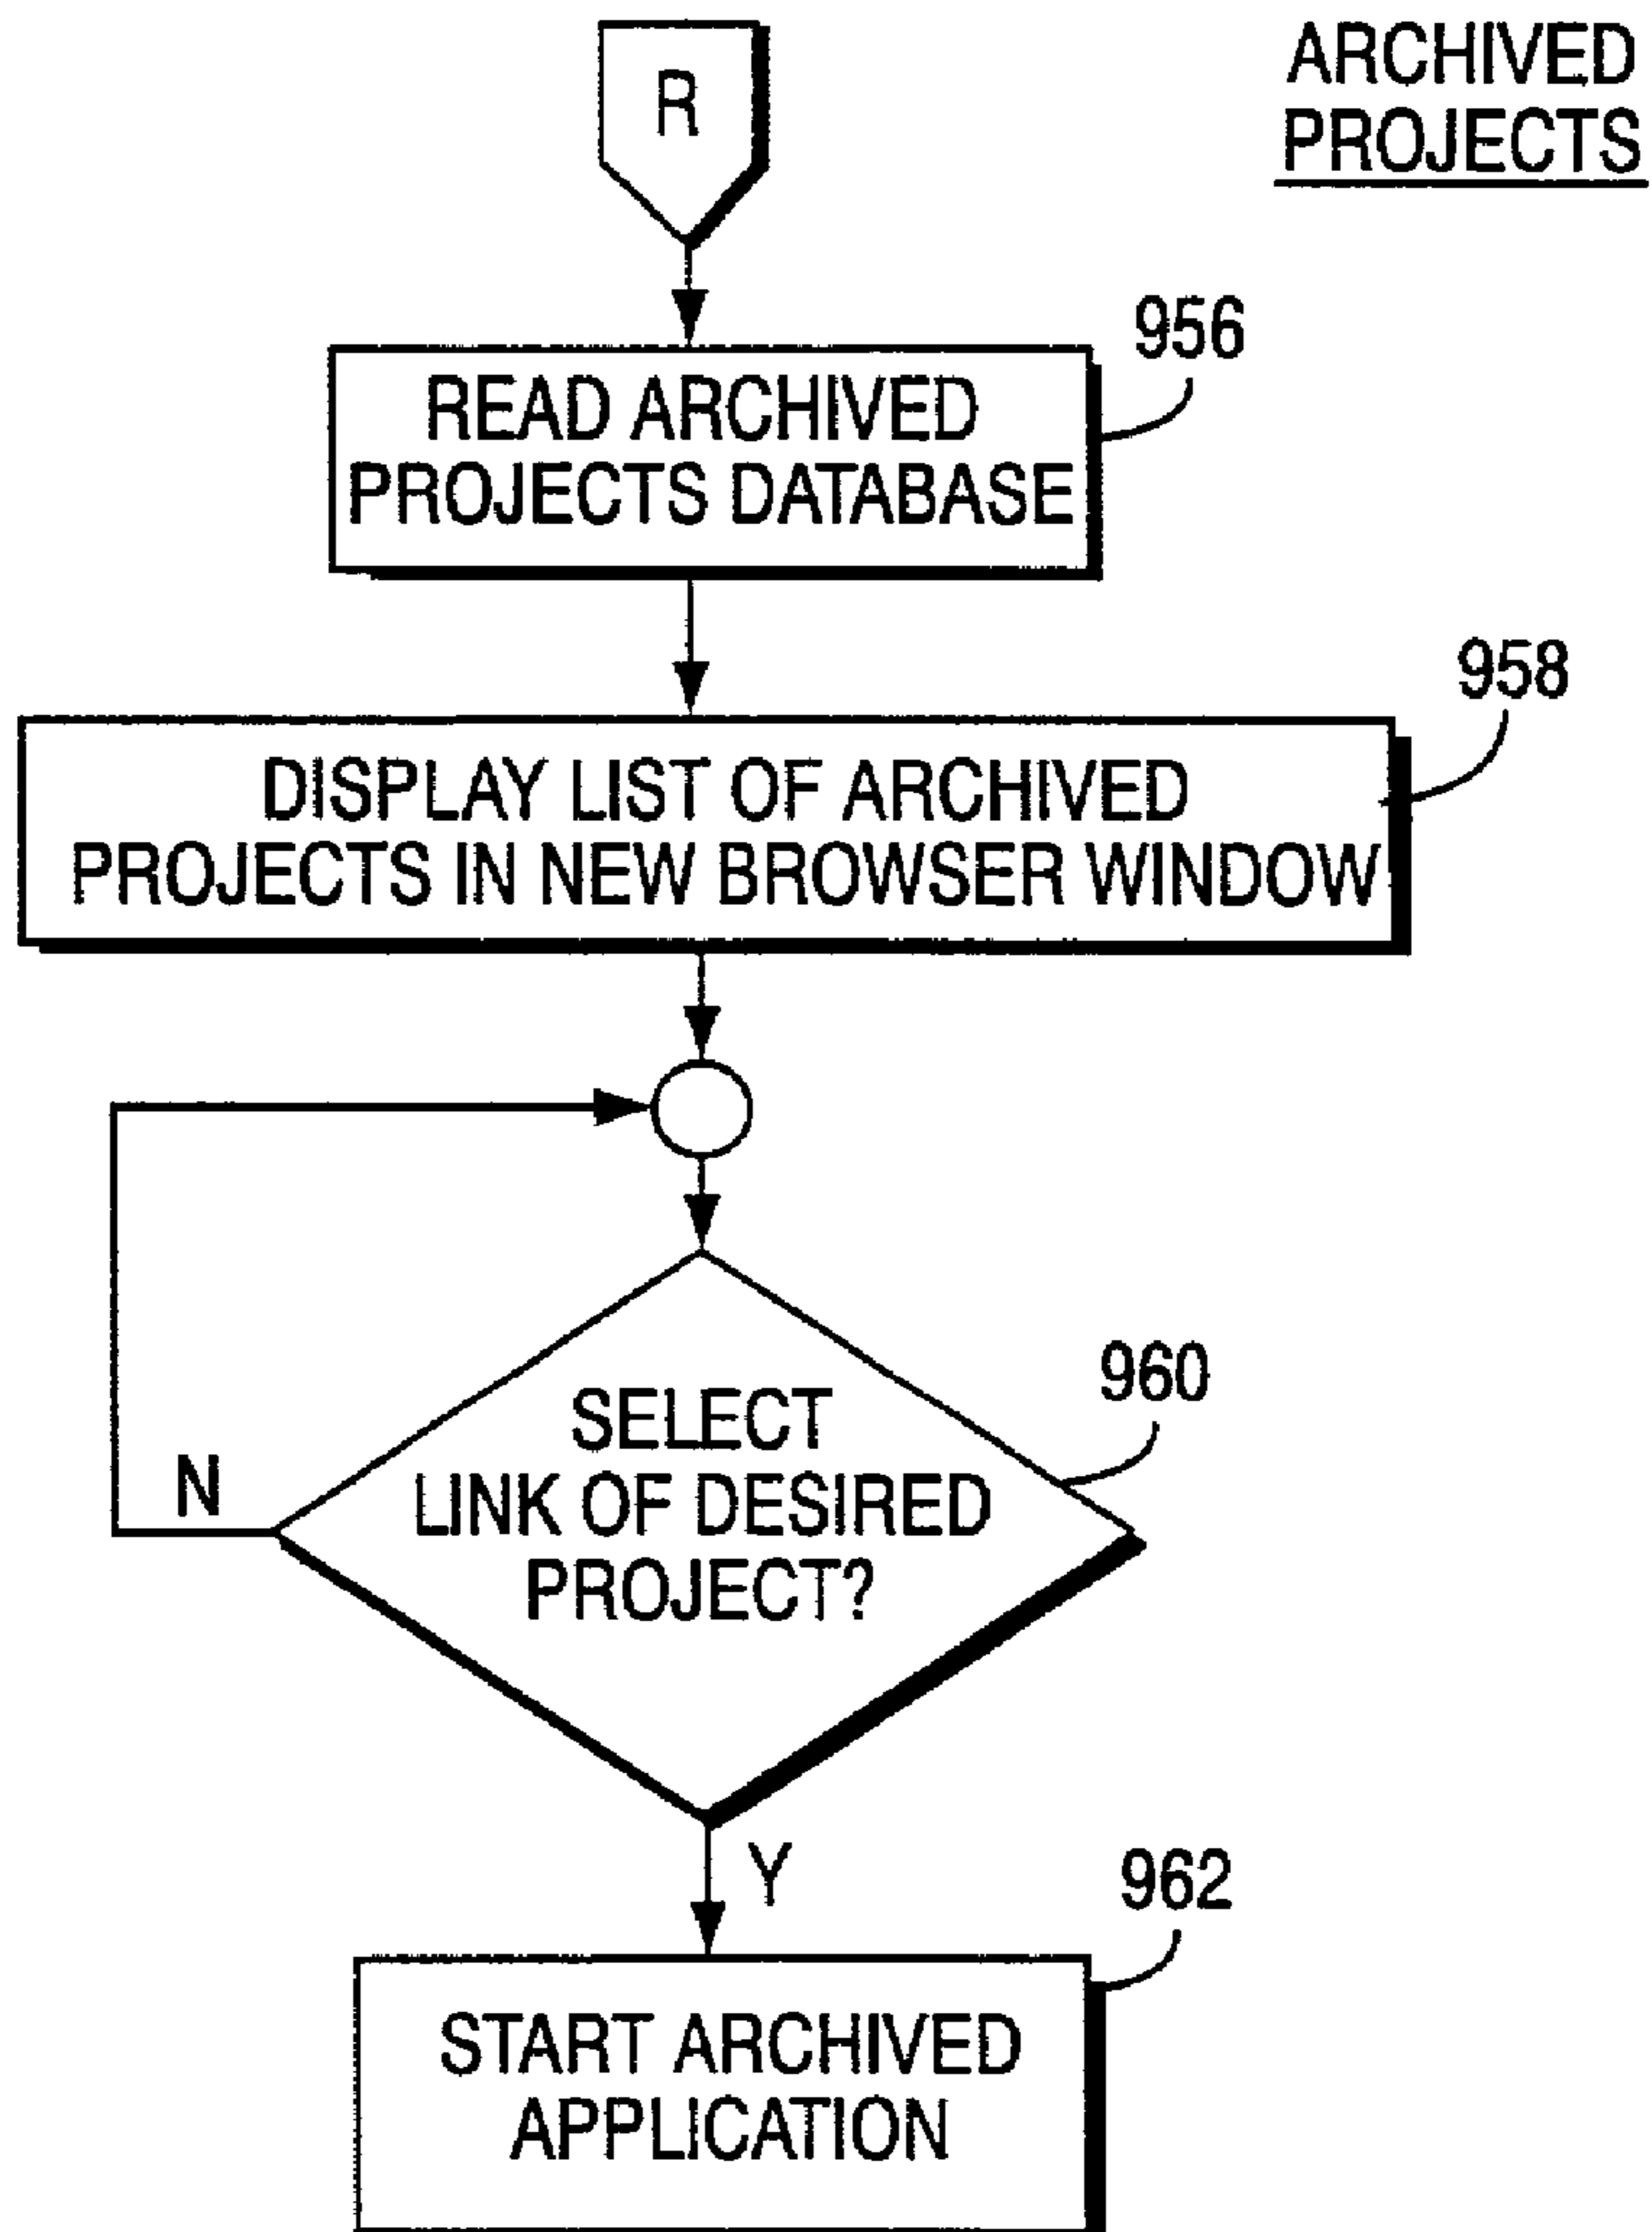 R
ARCHIVED
PROJECTS
956
READ ARCHIVED
PROJECTS DATABASE
958
DISPLAY LIST OF ARCHIVED
PROJECTS IN NEW BROWSER WINDOW
960
SELECT
LINK OF DESIRED
PROJECT?
N
Y
962
START ARCHIVED
APPLICATION